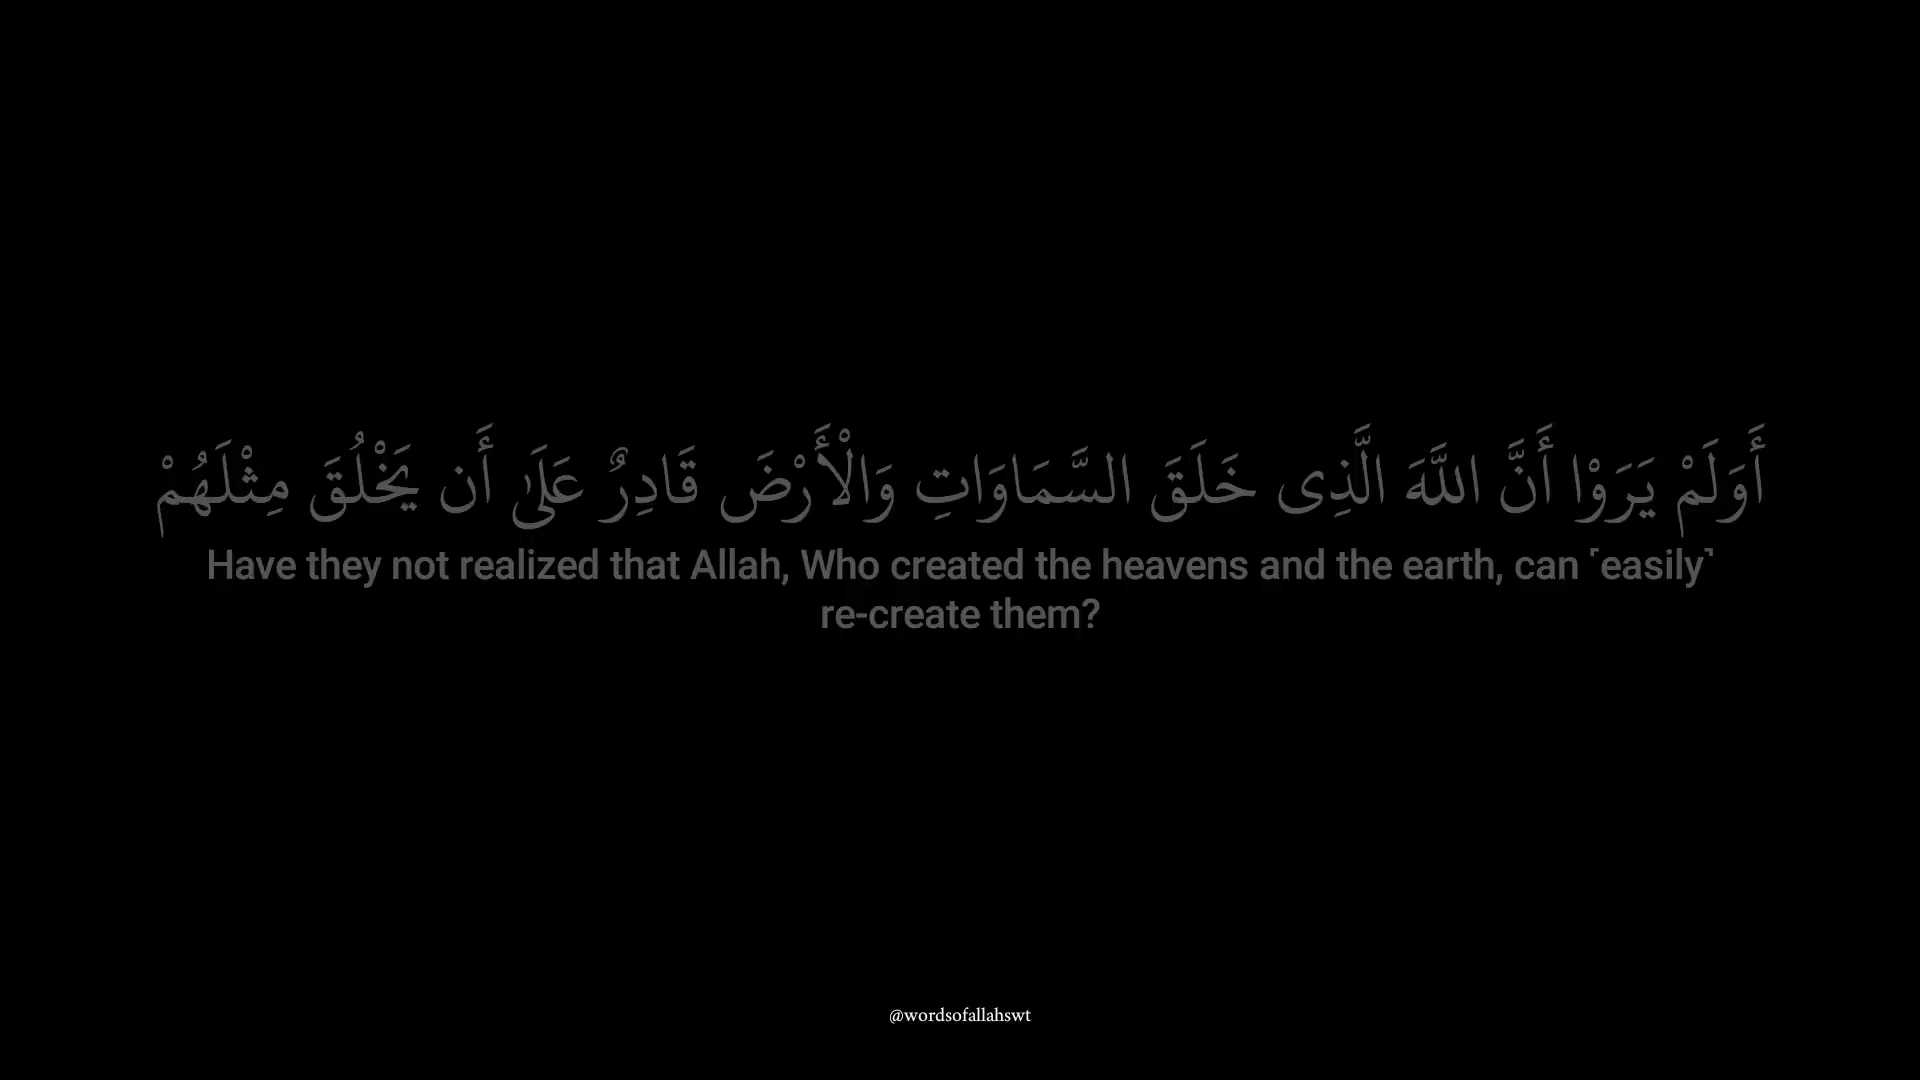 أَوَلَمْ يَرَوْا أَنَّ اللَّهَ الَّذِى خَلَقَ السَّمَاوَاتِ وَالْأَرْضَ قَادِرٌ عَلَىٰ أَن يَخْلُقَ مِثْلَهُمْ
Have they not realized that Allah, Who created the heavens and the earth, can ˹easily˺
re-create them?
@wordsofallahswt